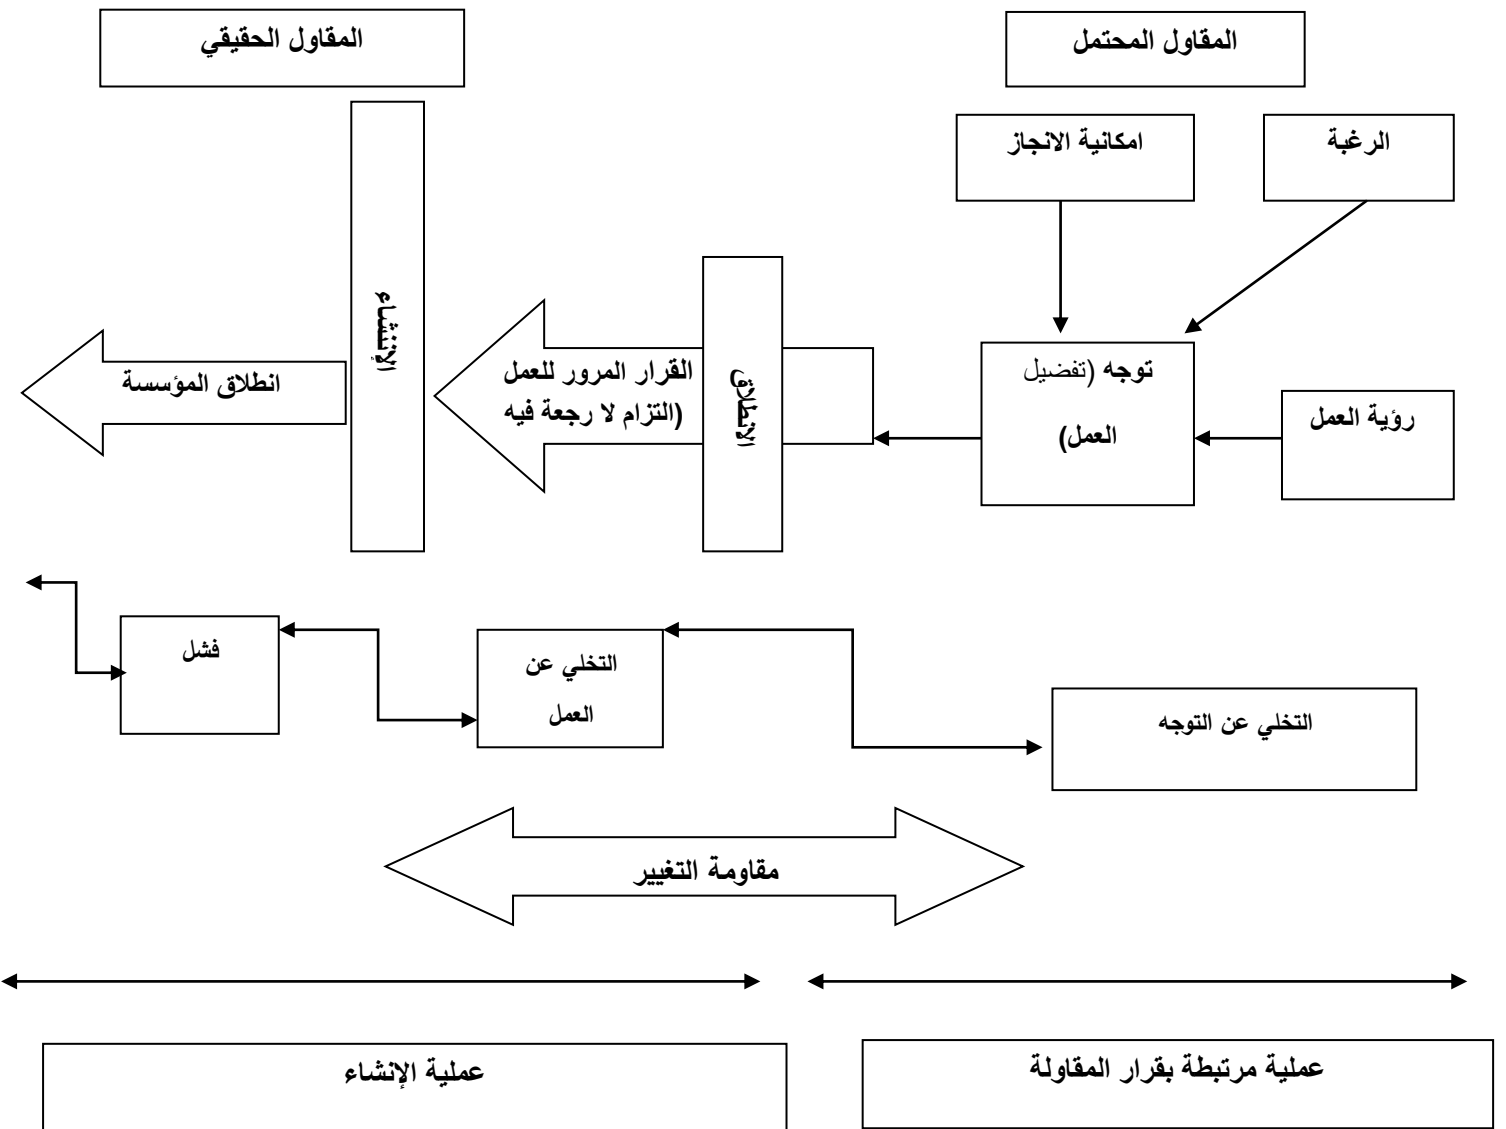 المقاول المحتمل
المقاول الحقيقي
الرغبة
امكانية الانجاز
رؤية العمل
توجه (تفضيل
العمل)
الانطلاق
القرار المرور للعمل
(التزام لا رجعة فيه
الإنشاء
انطلاق المؤسسة
التخلي عن التوجه
التخلي عن
العمل
فشل
مقاومة التغيير
عملية مرتبطة بقرار المقاولة
عملية الإنشاء